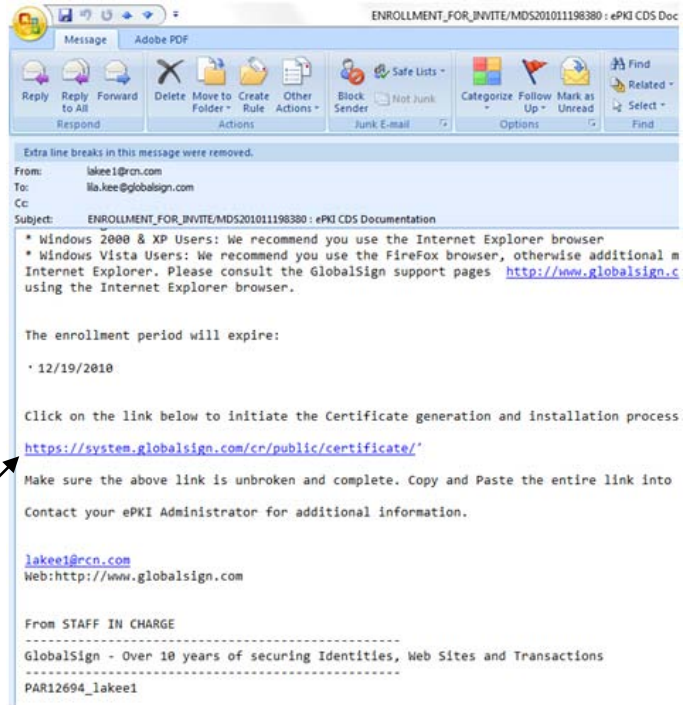 ENROLLMENT_FOR_INVITE/MDS201011198380 : ePKI CDS Doc
Message Adobe PDF
Reply Reply to All Forward Delete Move to Folder Create Rule Other Actions Block Sender Safe Lists Not Junk Categorize Follow Up Mark as Unread Find Related Select
Respond Actions Junk E-mail Options Find
Extra line breaks in this message were removed.
From: lakee1@rcn.com
To: lila.kee@globalsign.com
Cc:
Subject: ENROLLMENT_FOR_INVITE/MDS201011198380 : ePKI CDS Documentation
* Windows 2000 & XP Users: We recommend you use the Internet Explorer browser
* Windows Vista Users: We recommend you use the FireFox browser, otherwise additional m
Internet Explorer. Please consult the GlobalSign support pages http://www.globalsign.c
using the Internet Explorer browser.
The enrollment period will expire:
· 12/19/2010
Click on the link below to initiate the Certificate generation and installation process
https://system.globalsign.com/cr/public/certificate/'
Make sure the above link is unbroken and complete. Copy and Paste the entire link into
Contact your ePKI Administrator for additional information.
lakee1@rcn.com
Web:http://www.globalsign.com
From STAFF IN CHARGE
------------------------------------------------------
GlobalSign - Over 10 years of securing Identities, Web Sites and Transactions
------------------------------------------------------
PAR12694_lakee1